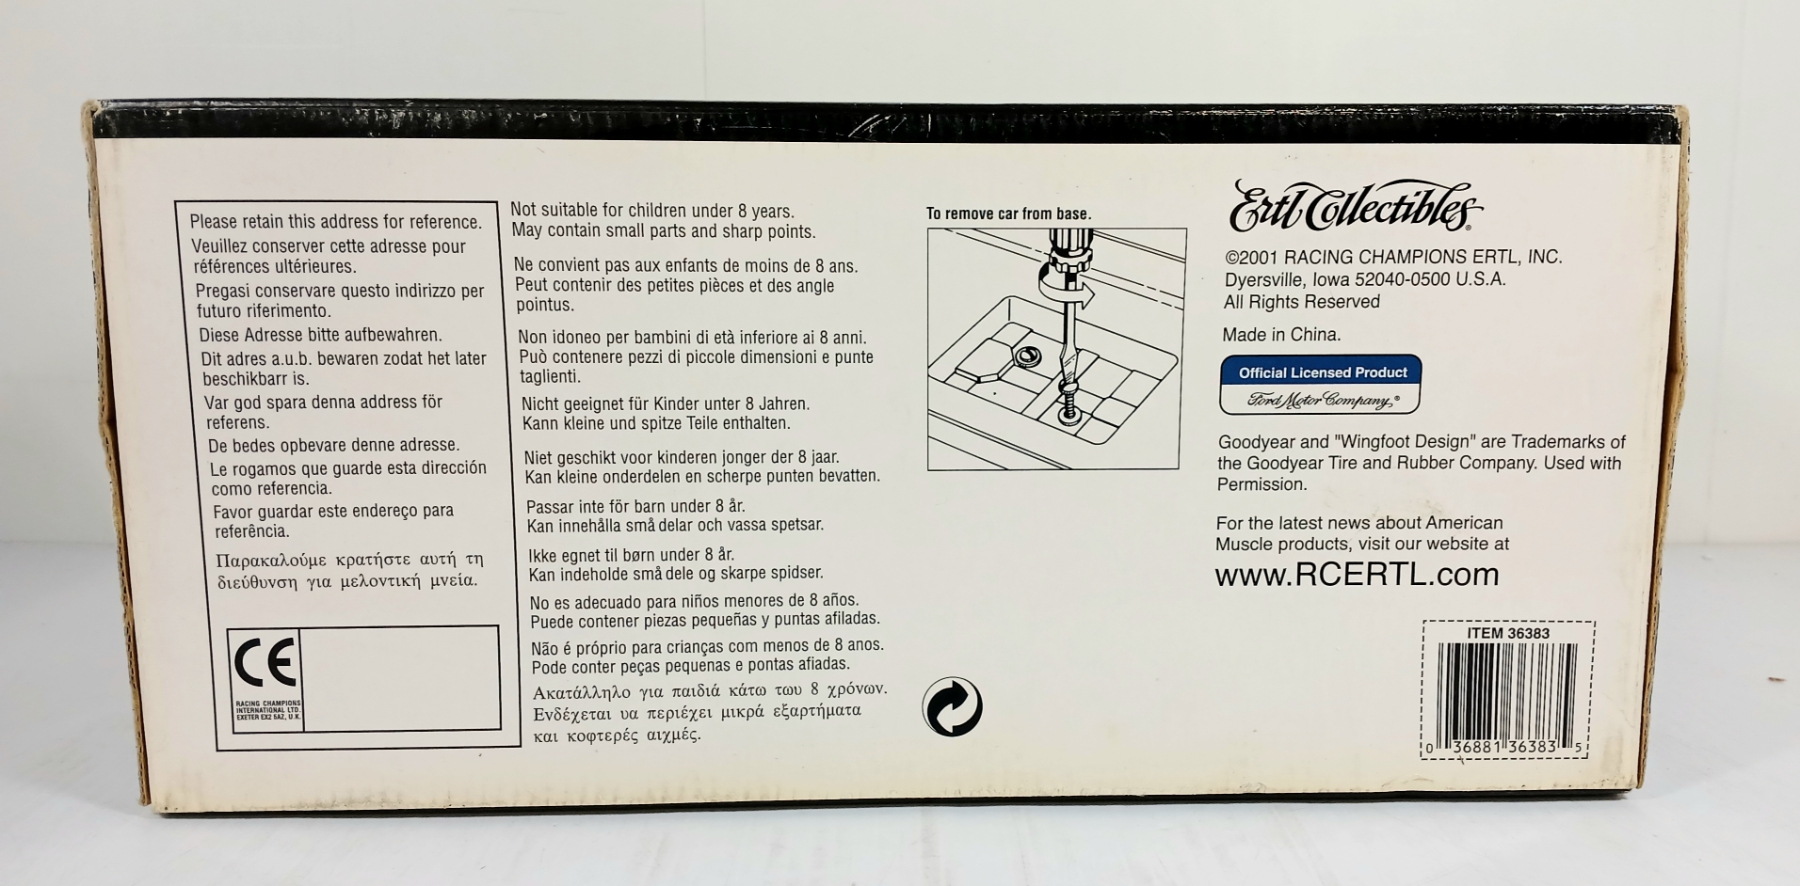 Please retain this address for reference.
Veuillez conserver cette adresse pour
références ultérieures.
Pregasi conservare questo indirizzo per
futuro riferimento.
Diese Adresse bitte aufbewahren.
Dit adres a.u.b. bewaren zodat het later
beschikbarr is.
Var god spara denna address för
referens.
De bedes opbevare denne adresse.
Le rogamos que guarde esta dirección
como referencia.
Favor guardar este endereço para
referência.
Παρακαλούμε κρατήστε αυτή τη
διεύθυνση για μελοντική μνεία.
CE
RACING CHAMPIONS
INTERNATIONAL LTD.
EXETER EX2 8AZ, U.K.
Not suitable for children under 8 years.
May contain small parts and sharp points.
Ne convient pas aux enfants de moins de 8 ans.
Peut contenir des petites pièces et des angle
pointus.
Non idoneo per bambini di età inferiore ai 8 anni.
Può contenere pezzi di piccole dimensioni e punte
taglienti.
Nicht geeignet für Kinder unter 8 Jahren.
Kann kleine und spitze Teile enthalten.
Niet geschikt voor kinderen jonger der 8 jaar.
Kan kleine onderdelen en scherpe punten bevatten.
Passar inte för barn under 8 år.
Kan innehålla små delar och vassa spetsar.
Ikke egnet til børn under 8 år.
Kan indeholde små dele og skarpe spidser.
No es adecuado para niños menores de 8 años.
Puede contener piezas pequeñas y puntas afiladas.
Não é próprio para crianças com menos de 8 anos.
Pode conter peças pequenas e pontas afiadas.
Ακατάλληλο για παιδιά κάτω του 8 χρόνων.
Ενδέχεται υα περιέχει μικρά εξαρτήματα
και κοφτερές αιχμές.
To remove car from base.
Ertl Collectibles®
©2001 RACING CHAMPIONS ERTL, INC.
Dyersville, Iowa 52040-0500 U.S.A.
All Rights Reserved
Made in China.
Official Licensed Product
Ford Motor Company®
Goodyear and "Wingfoot Design" are Trademarks of
the Goodyear Tire and Rubber Company. Used with
Permission.
For the latest news about American
Muscle products, visit our website at
www.RCERTL.com
ITEM 36383
0 36881 36383 5